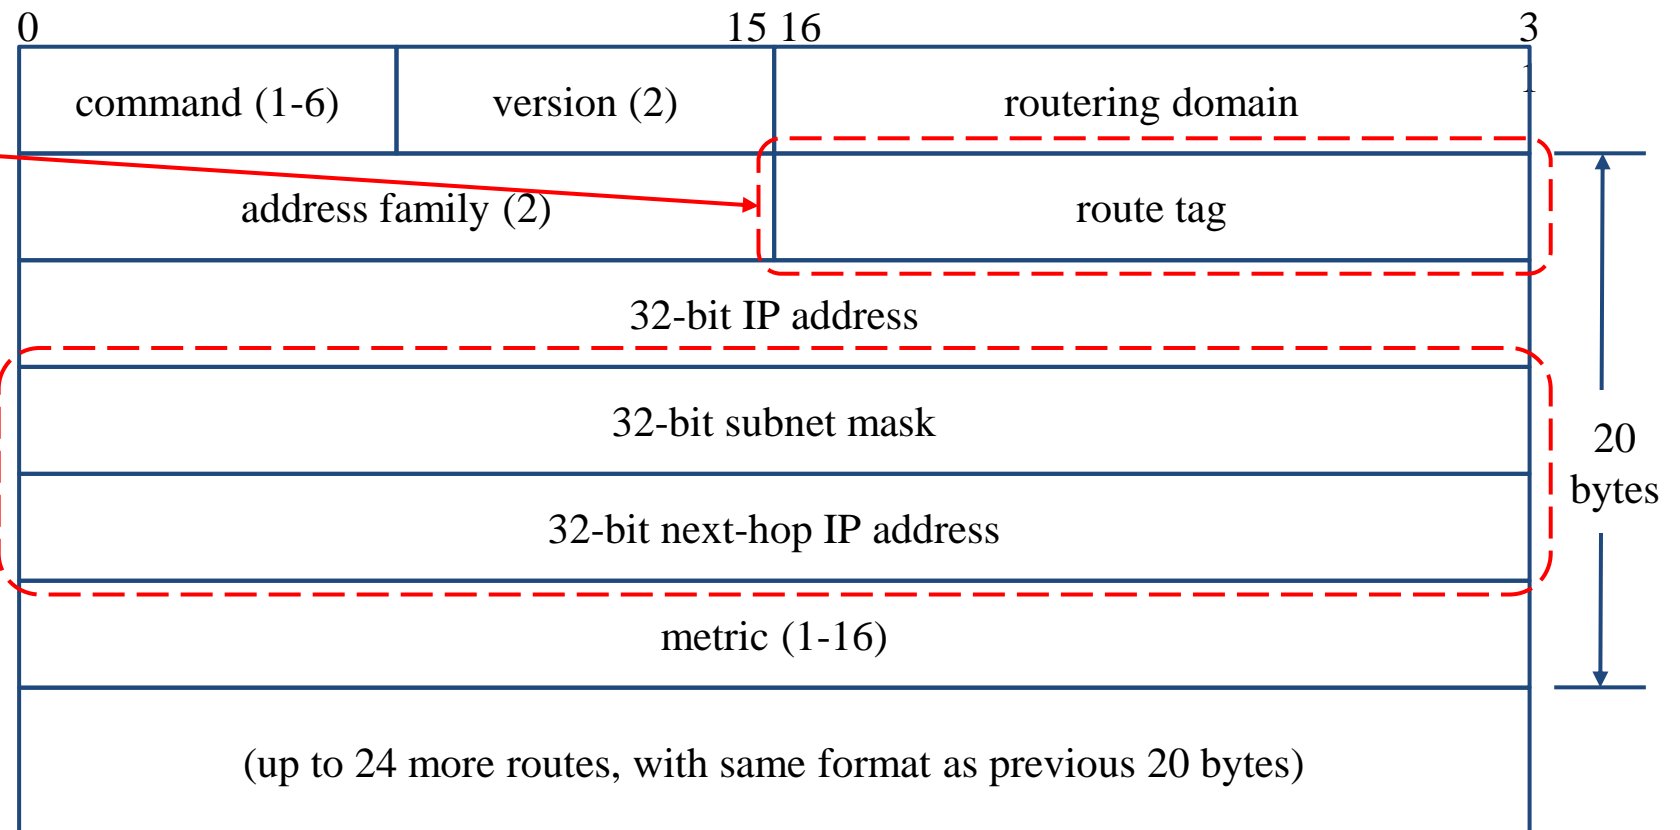 0 15 16 3
1
command (1-6) version (2) routering domain
address family (2) route tag
32-bit IP address
32-bit subnet mask
20
bytes
32-bit next-hop IP address
metric (1-16)
(up to 24 more routes, with same format as previous 20 bytes)